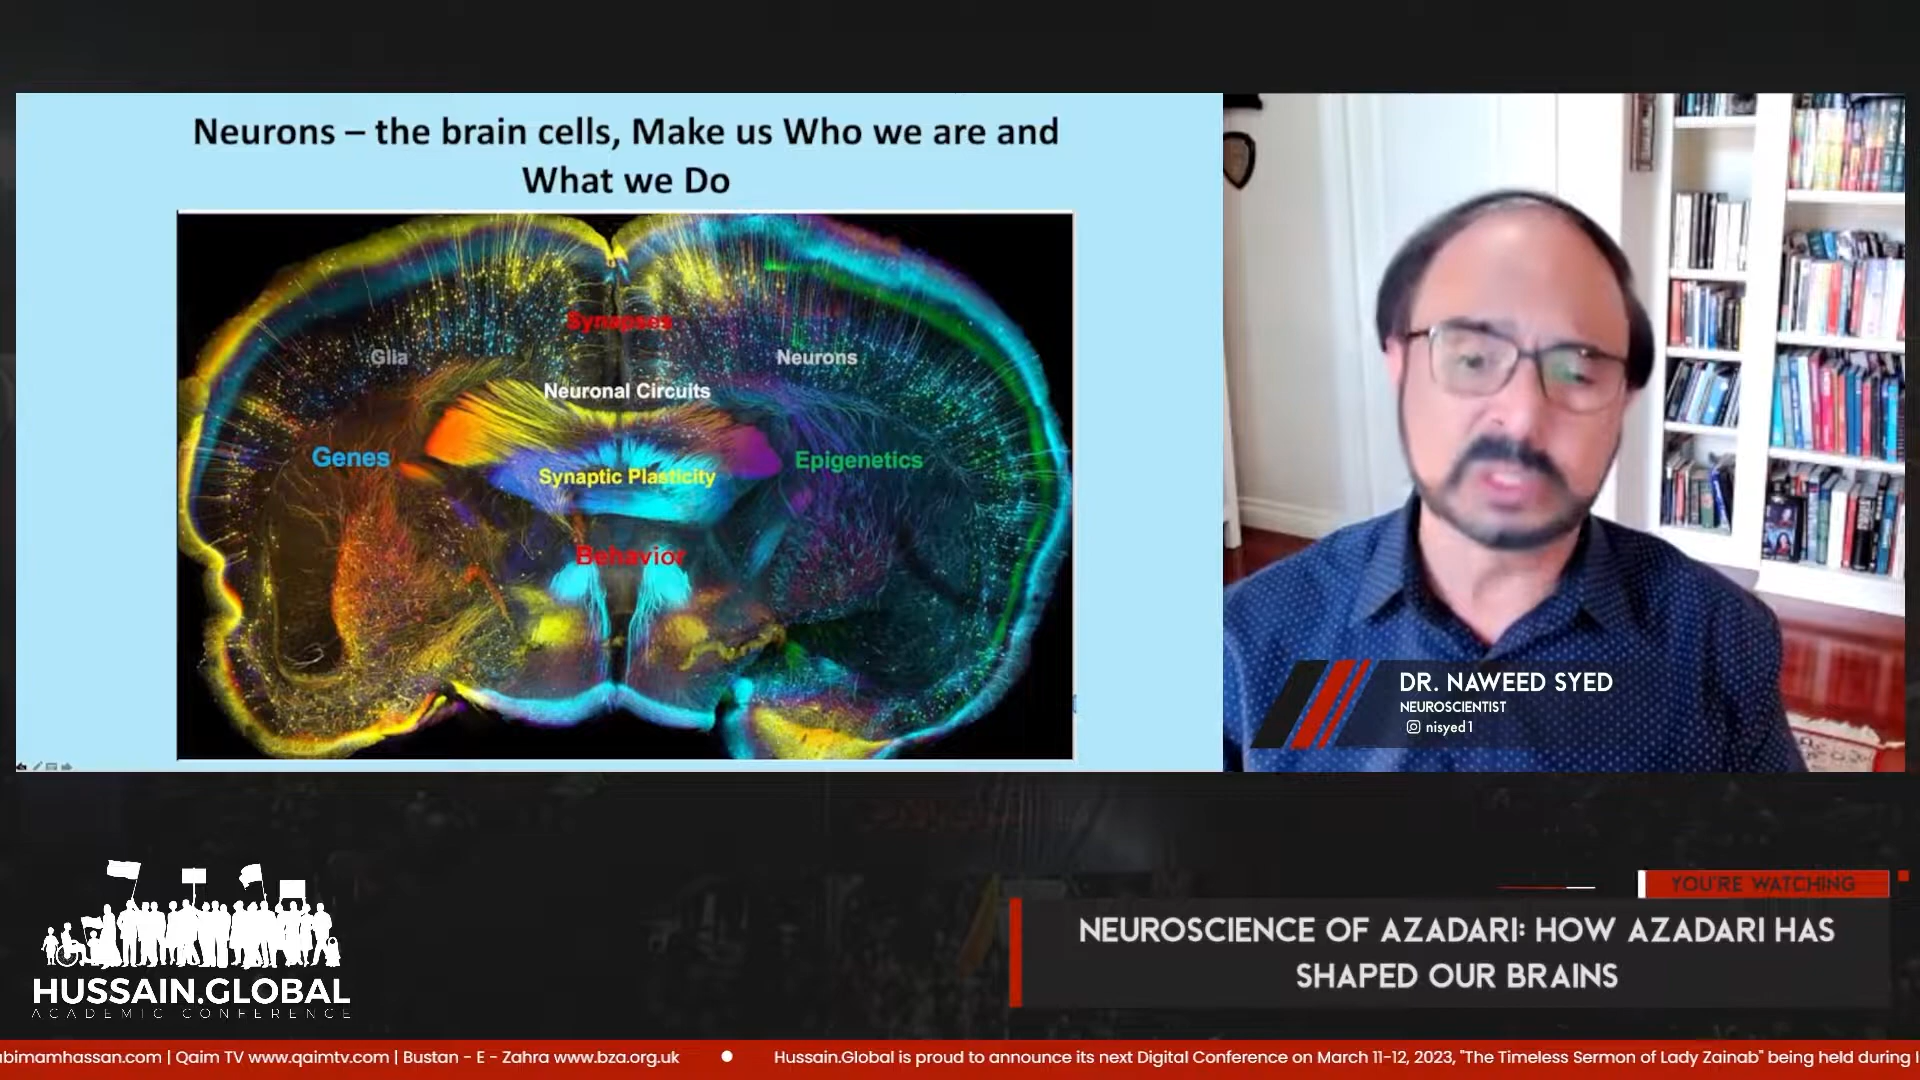 Neurons – the brain cells, Make us Who we are and
What we Do
Synapses
Glia
Neurons
Neuronal Circuits
Genes
Epigenetics
Synaptic Plasticity
Behavior
DR. NAWEED SYED
NEUROSCIENTIST
nisyed1
YOU'RE WATCHING
NEUROSCIENCE OF AZADARI: HOW AZADARI HAS
SHAPED OUR BRAINS
HUSSAIN.GLOBAL
ACADEMIC CONFERENCE
abimamhassan.com | Qaim TV www.qaimtv.com | Bustan - E - Zahra www.bza.org.uk ● Hussain.Global is proud to announce its next Digital Conference on March 11-12, 2023, "The Timeless Sermon of Lady Zainab" being held during